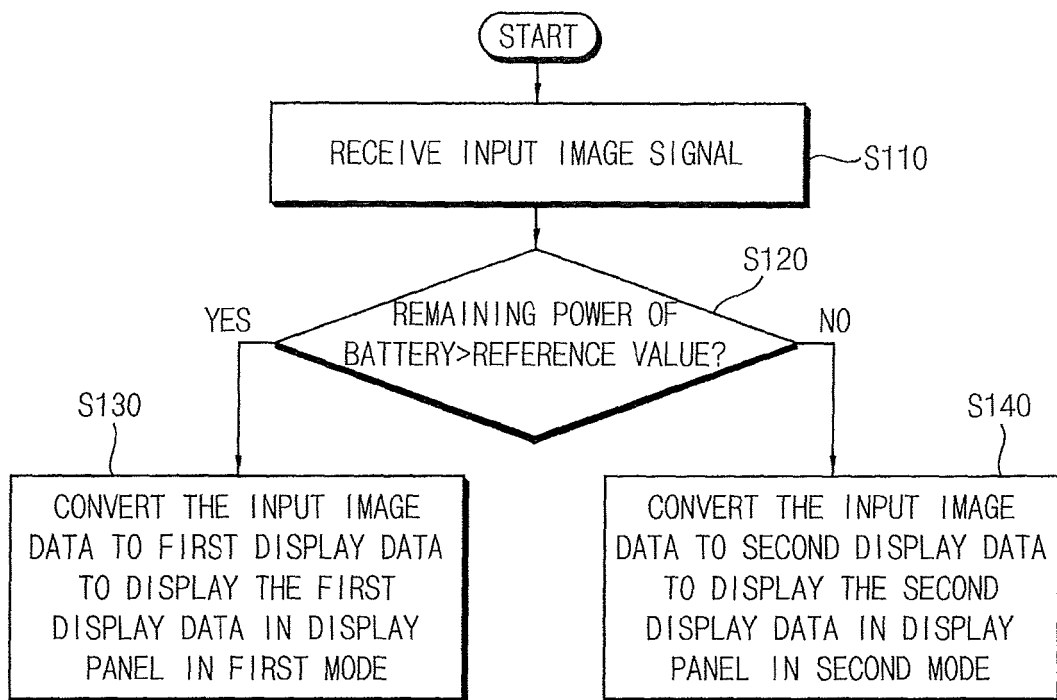 START
RECEIVE INPUT IMAGE SIGNAL
S110
S120
REMAINING POWER OF
BATTERY>REFERENCE VALUE?
YES
NO
S130
S140
CONVERT THE INPUT IMAGE
DATA TO FIRST DISPLAY DATA
TO DISPLAY THE FIRST
DISPLAY DATA IN DISPLAY
PANEL IN FIRST MODE
CONVERT THE INPUT IMAGE
DATA TO SECOND DISPLAY DATA
TO DISPLAY THE SECOND
DISPLAY DATA IN DISPLAY
PANEL IN SECOND MODE